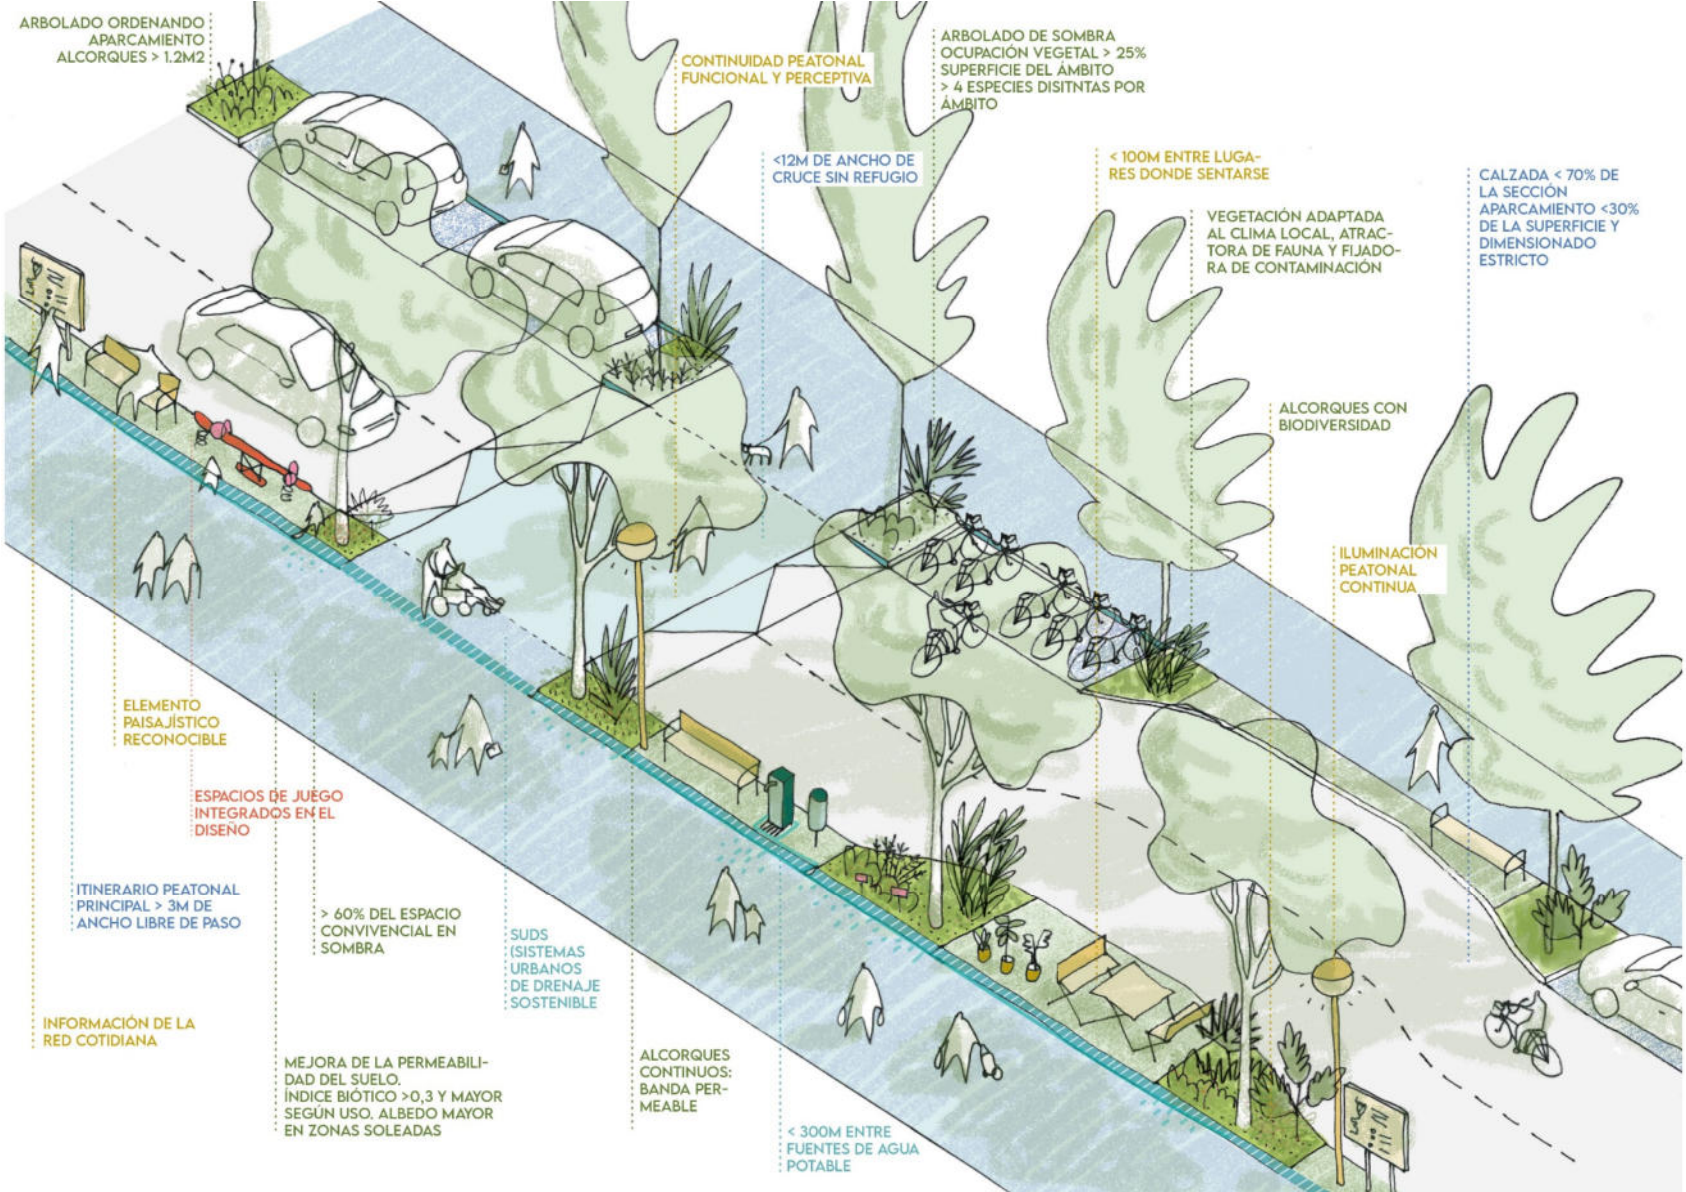 ARBOLADO ORDENANDO
APARCAMIENTO
ALCORQUES > 1.2M2
CONTINUIDAD PEATONAL
FUNCIONAL Y PERCEPTIVA
ARBOLADO DE SOMBRA
OCUPACIÓN VEGETAL > 25%
SUPERFICIE DEL ÁMBITO
> 4 ESPECIES DISITNTAS POR
ÁMBITO
<12M DE ANCHO DE
CRUCE SIN REFUGIO
< 100M ENTRE LUGA-
RES DONDE SENTARSE
CALZADA < 70% DE
LA SECCIÓN
APARCAMIENTO <30%
DE LA SUPERFICIE Y
DIMENSIONADO
ESTRICTO
VEGETACIÓN ADAPTADA
AL CLIMA LOCAL, ATRAC-
TORA DE FAUNA Y FIJADO-
RA DE CONTAMINACIÓN
ALCORQUES CON
BIODIVERSIDAD
ILUMINACIÓN
PEATONAL
CONTINUA
ELEMENTO
PAISAJÍSTICO
RECONOCIBLE
ESPACIOS DE JUEGO
INTEGRADOS EN EL
DISEÑO
ITINERARIO PEATONAL
PRINCIPAL > 3M DE
ANCHO LIBRE DE PASO
> 60% DEL ESPACIO
CONVIVENCIAL EN
SOMBRA
SUDS
(SISTEMAS
URBANOS
DE DRENAJE
SOSTENIBLE
INFORMACIÓN DE LA
RED COTIDIANA
MEJORA DE LA PERMEABILI-
DAD DEL SUELO.
ÍNDICE BIÓTICO >0,3 Y MAYOR
SEGÚN USO, ALBEDO MAYOR
EN ZONAS SOLEADAS
ALCORQUES
CONTINUOS:
BANDA PER-
MEABLE
< 300M ENTRE
FUENTES DE AGUA
POTABLE